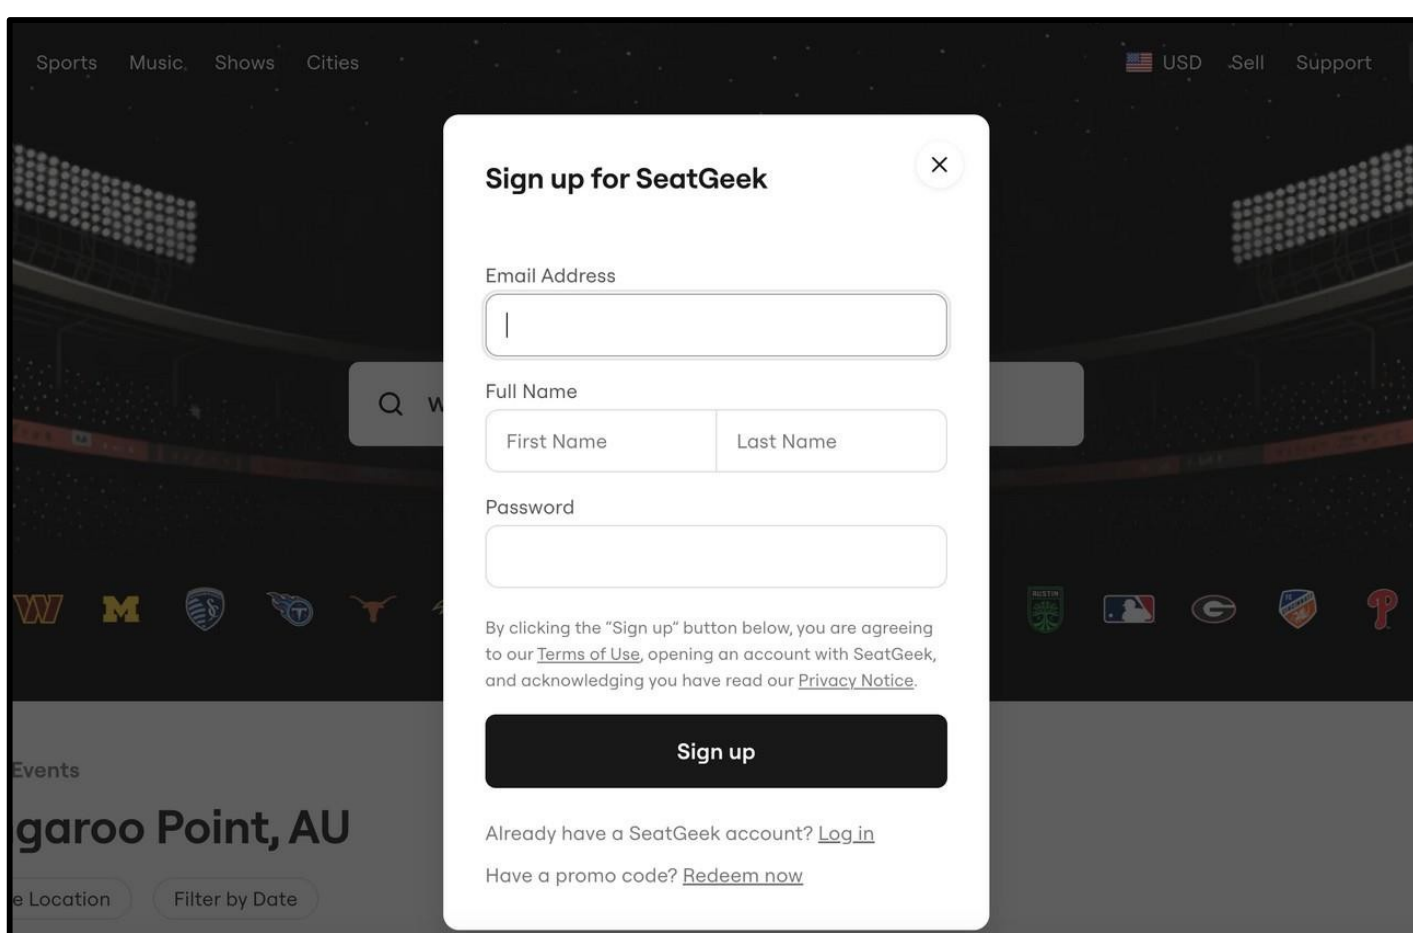 Sports Music Shows Cities
USD Sell Support
Sign up for SeatGeek
Email Address
Full Name
First Name Last Name
Password
By clicking the “Sign up” button below, you are agreeing
to our Terms of Use, opening an account with SeatGeek,
and acknowledging you have read our Privacy Notice.
Sign up
Already have a SeatGeek account? Log in
Have a promo code? Redeem now
AUSTIN
Events
garoo Point, AU
e Location Filter by Date